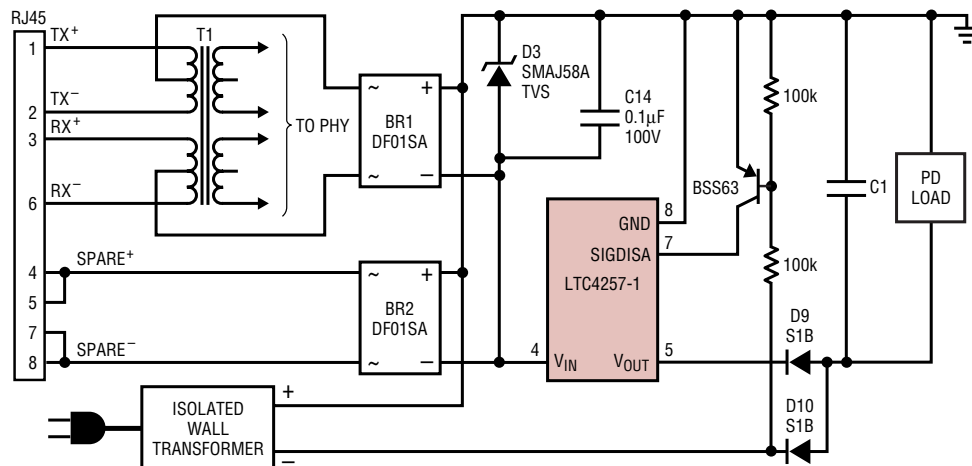 RJ45
1
TX+
2
TX−
3
RX+
6
RX−
4
SPARE+
5
7
8
SPARE−
T1
TO PHY
~
+
BR1
DF01SA
~
−
~
+
BR2
DF01SA
~
−
D3
SMAJ58A
TVS
C14
0.1µF
100V
100k
BSS63
100k
C1
PD
LOAD
GND
8
SIGDISA
7
LTC4257-1
4
VIN
VOUT
5
D9
S1B
D10
S1B
ISOLATED
WALL
TRANSFORMER
+
−